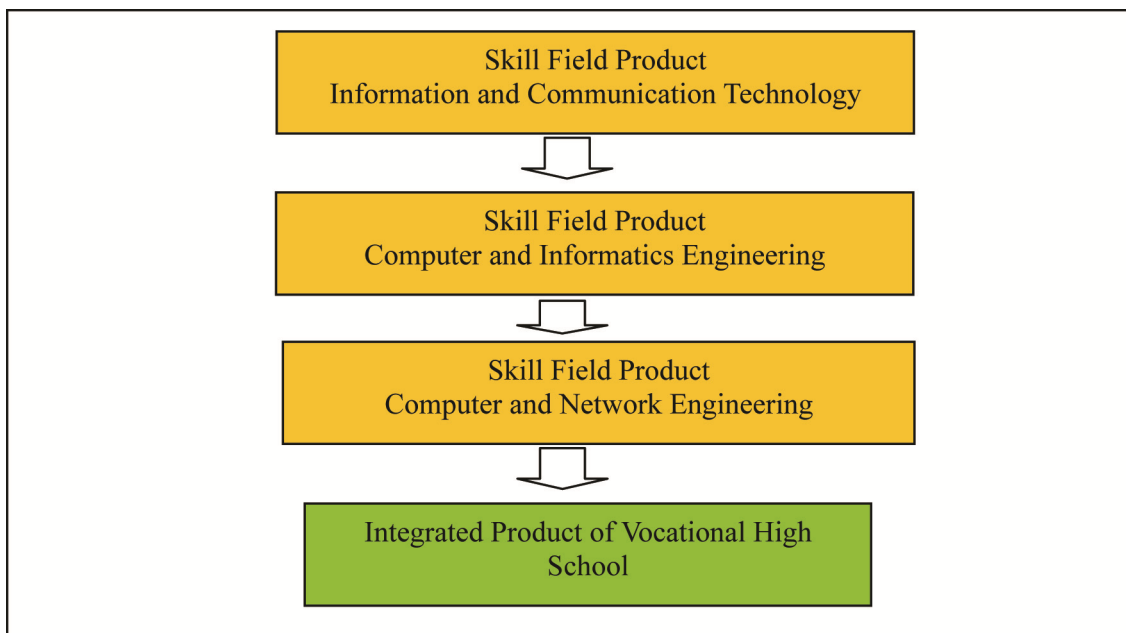 Skill Field Product
Information and Communication Technology
Skill Field Product
Computer and Informatics Engineering
Skill Field Product
Computer and Network Engineering
Integrated Product of Vocational High
School